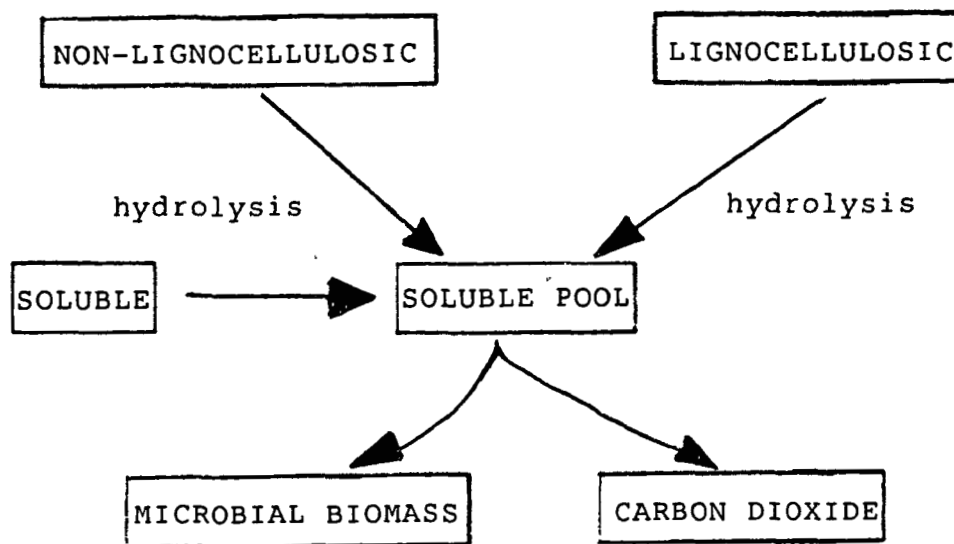 NON-LIGNOCELLULOSIC
LIGNOCELLULOSIC
hydrolysis
hydrolysis
SOLUBLE
SOLUBLE POOL
MICROBIAL BIOMASS
CARBON DIOXIDE